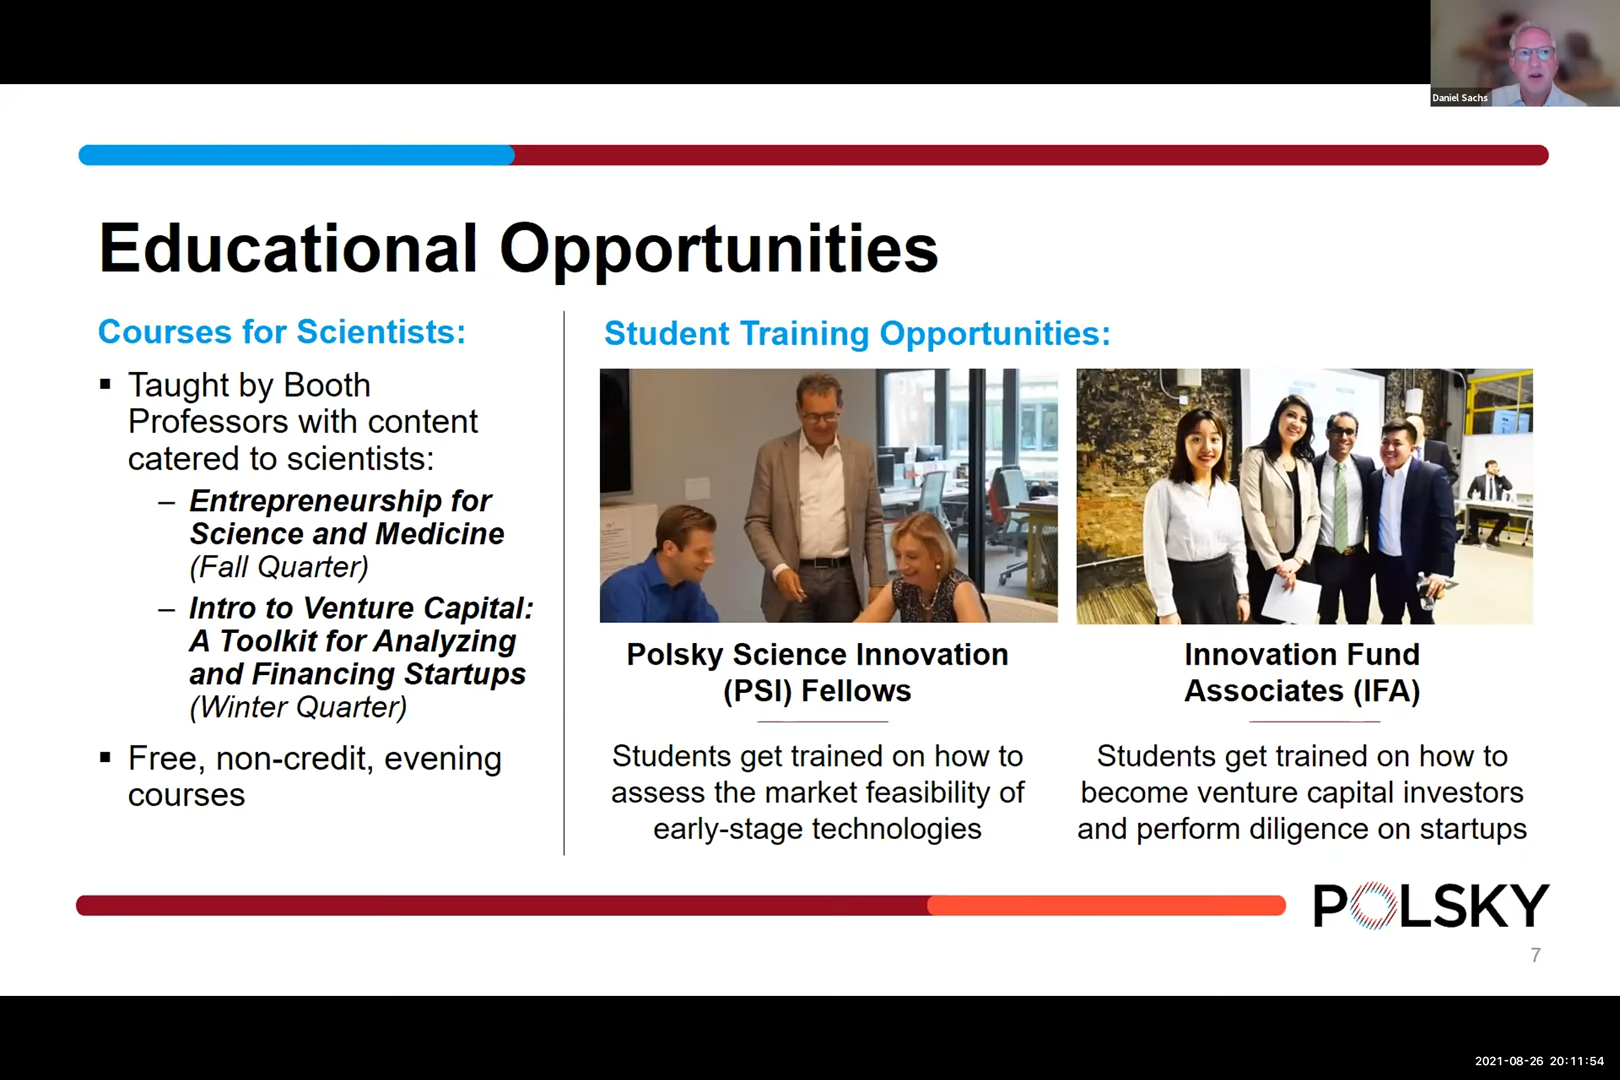 Daniel Sachs
Educational Opportunities
Courses for Scientists:
▪ Taught by Booth
Professors with content
catered to scientists:
– Entrepreneurship for
Science and Medicine
(Fall Quarter)
– Intro to Venture Capital:
A Toolkit for Analyzing
and Financing Startups
(Winter Quarter)
▪ Free, non-credit, evening
courses
Student Training Opportunities:
Polsky Science Innovation
(PSI) Fellows
Students get trained on how to
assess the market feasibility of
early-stage technologies
Innovation Fund
Associates (IFA)
Students get trained on how to
become venture capital investors
and perform diligence on startups
POLSKY
7
2021-08-26 20:11:54